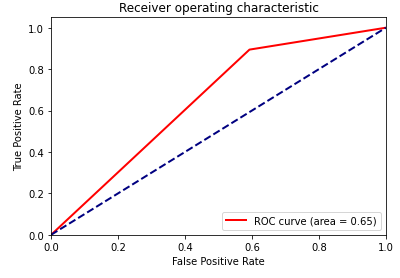 Receiver operating characteristic
1.0
0.8
0.6
0.4
0.2
0.0
True Positive Rate
ROC curve (area = 0.65)
0.0 0.2 0.4 0.6 0.8 1.0
False Positive Rate